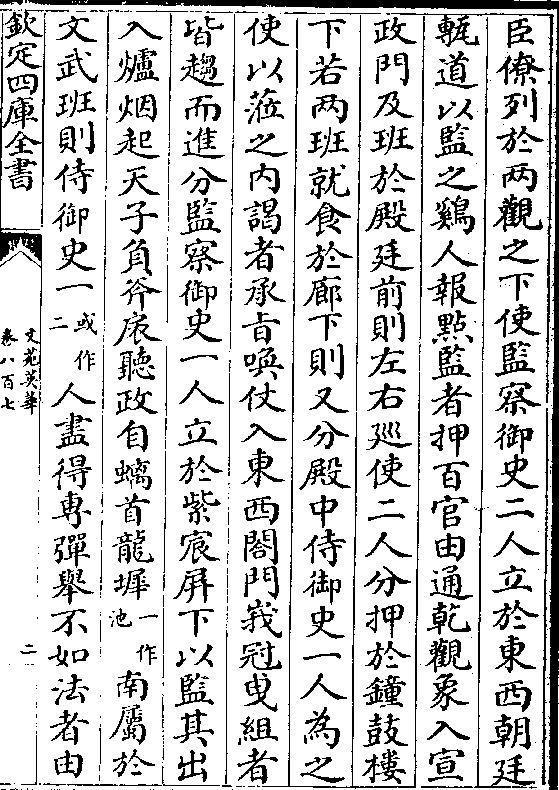 臣僚列於兩觀之下使監察御史二人立於東西朝廷
甎道以監之鷄人報點監者押百官由通乾觀象入宣
政門及班於殿廷前則左右廵使二人分押於鐘鼓樓
下若两班就食於廊下則又分殿中侍御史一人為之
使以蒞之内謁者承㫖喚仗入東西閤門峩冠曵組者
皆趨而進分監察御史一人立於紫宸屏下以監其出
入爐烟起天子負斧扆聽政自螭首龍墀一作池南屬於
文武班則侍御史一或作二人盡得專彈舉不如法者由
欽定四庫全書
文苑英華
卷八百七
二